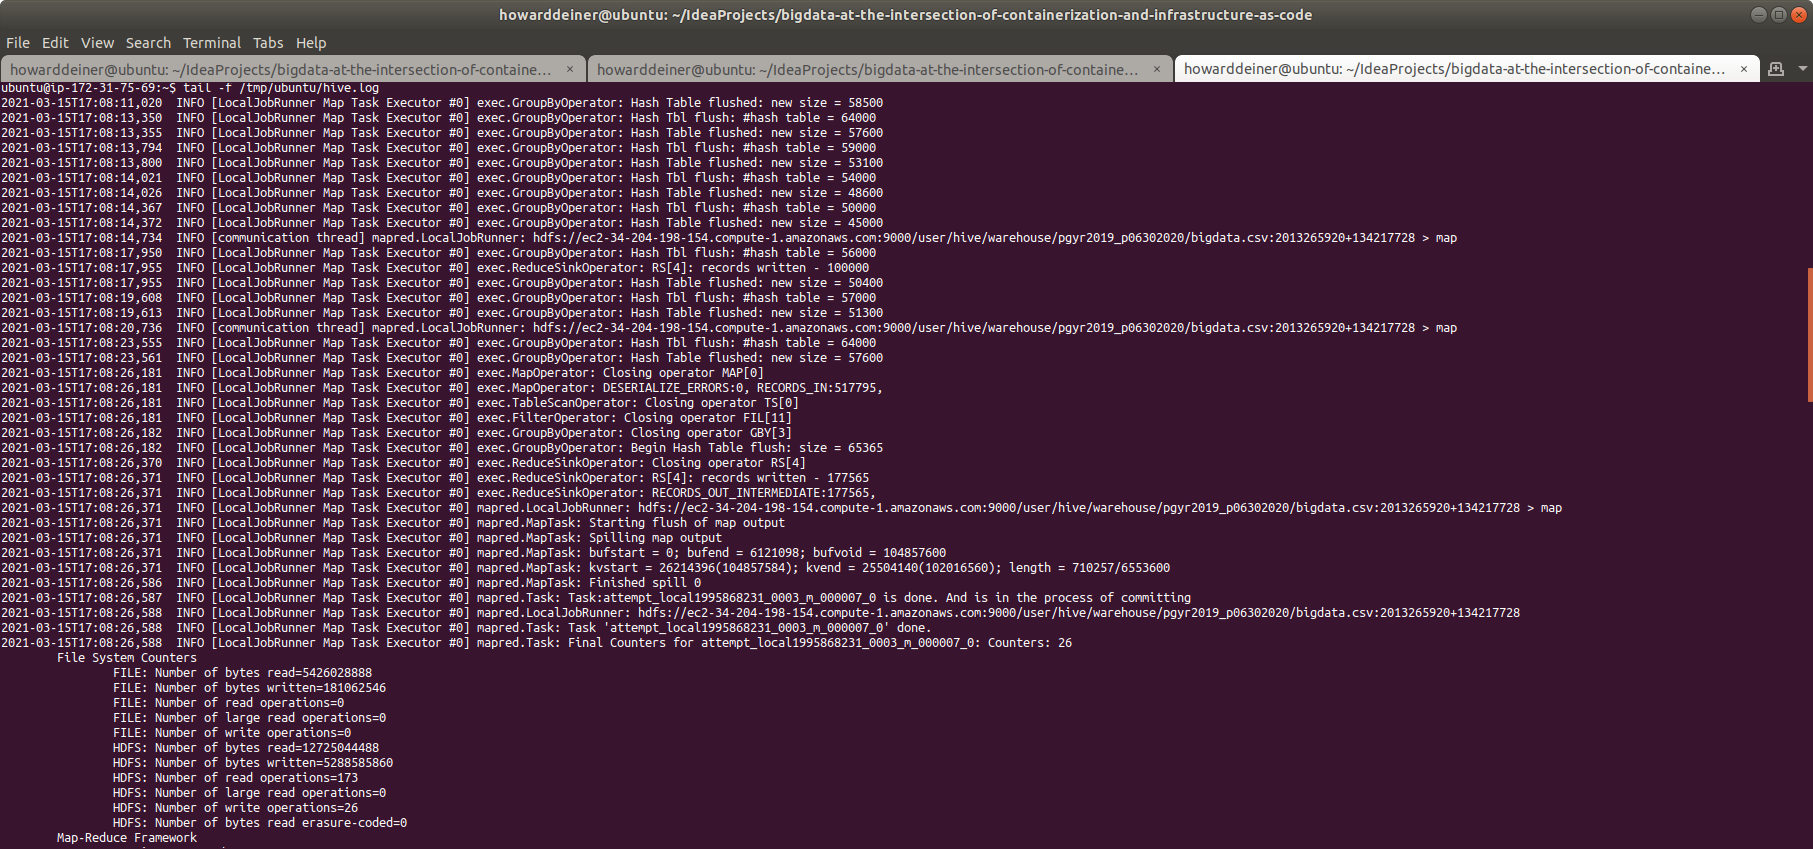 howarddeiner@ubuntu: ~/IdeaProjects/bigdata-at-the-intersection-of-containerization-and-infrastructure-as-code
File Edit View Search Terminal Tabs Help
howarddeiner@ubuntu: ~/IdeaProjects/bigdata-at-the-intersection-of-containe... × howarddeiner@ubuntu: ~/IdeaProjects/bigdata-at-the-intersection-of-containe... × howarddeiner@ubuntu: ~/IdeaProjects/bigdata-at-the-intersection-of-containe... ×
ubuntu@ip-172-31-75-69:~$ tail -f /tmp/ubuntu/hive.log
2021-03-15T17:08:11,020  INFO [LocalJobRunner Map Task Executor #0] exec.GroupByOperator: Hash Table flushed: new size = 58500
2021-03-15T17:08:13,350  INFO [LocalJobRunner Map Task Executor #0] exec.GroupByOperator: Hash Tbl flush: #hash table = 64000
2021-03-15T17:08:13,355  INFO [LocalJobRunner Map Task Executor #0] exec.GroupByOperator: Hash Table flushed: new size = 57600
2021-03-15T17:08:13,794  INFO [LocalJobRunner Map Task Executor #0] exec.GroupByOperator: Hash Tbl flush: #hash table = 59000
2021-03-15T17:08:13,800  INFO [LocalJobRunner Map Task Executor #0] exec.GroupByOperator: Hash Table flushed: new size = 53100
2021-03-15T17:08:14,021  INFO [LocalJobRunner Map Task Executor #0] exec.GroupByOperator: Hash Tbl flush: #hash table = 54000
2021-03-15T17:08:14,026  INFO [LocalJobRunner Map Task Executor #0] exec.GroupByOperator: Hash Table flushed: new size = 48600
2021-03-15T17:08:14,367  INFO [LocalJobRunner Map Task Executor #0] exec.GroupByOperator: Hash Tbl flush: #hash table = 50000
2021-03-15T17:08:14,372  INFO [LocalJobRunner Map Task Executor #0] exec.GroupByOperator: Hash Table flushed: new size = 45000
2021-03-15T17:08:14,734  INFO [communication thread] mapred.LocalJobRunner: hdfs://ec2-34-204-198-154.compute-1.amazonaws.com:9000/user/hive/warehouse/pgyr2019_p06302020/bigdata.csv:2013265920+134217728 > map
2021-03-15T17:08:17,950  INFO [LocalJobRunner Map Task Executor #0] exec.GroupByOperator: Hash Tbl flush: #hash table = 56000
2021-03-15T17:08:17,955  INFO [LocalJobRunner Map Task Executor #0] exec.ReduceSinkOperator: RS[4]: records written - 100000
2021-03-15T17:08:17,955  INFO [LocalJobRunner Map Task Executor #0] exec.GroupByOperator: Hash Table flushed: new size = 50400
2021-03-15T17:08:19,608  INFO [LocalJobRunner Map Task Executor #0] exec.GroupByOperator: Hash Tbl flush: #hash table = 57000
2021-03-15T17:08:19,613  INFO [LocalJobRunner Map Task Executor #0] exec.GroupByOperator: Hash Table flushed: new size = 51300
2021-03-15T17:08:20,736  INFO [communication thread] mapred.LocalJobRunner: hdfs://ec2-34-204-198-154.compute-1.amazonaws.com:9000/user/hive/warehouse/pgyr2019_p06302020/bigdata.csv:2013265920+134217728 > map
2021-03-15T17:08:23,555  INFO [LocalJobRunner Map Task Executor #0] exec.GroupByOperator: Hash Tbl flush: #hash table = 64000
2021-03-15T17:08:23,561  INFO [LocalJobRunner Map Task Executor #0] exec.GroupByOperator: Hash Table flushed: new size = 57600
2021-03-15T17:08:26,181  INFO [LocalJobRunner Map Task Executor #0] exec.MapOperator: Closing operator MAP[0]
2021-03-15T17:08:26,181  INFO [LocalJobRunner Map Task Executor #0] exec.MapOperator: DESERIALIZE_ERRORS:0, RECORDS_IN:517795,
2021-03-15T17:08:26,181  INFO [LocalJobRunner Map Task Executor #0] exec.TableScanOperator: Closing operator TS[0]
2021-03-15T17:08:26,181  INFO [LocalJobRunner Map Task Executor #0] exec.FilterOperator: Closing operator FIL[11]
2021-03-15T17:08:26,182  INFO [LocalJobRunner Map Task Executor #0] exec.GroupByOperator: Closing operator GBY[3]
2021-03-15T17:08:26,182  INFO [LocalJobRunner Map Task Executor #0] exec.GroupByOperator: Begin Hash Table flush: size = 65365
2021-03-15T17:08:26,370  INFO [LocalJobRunner Map Task Executor #0] exec.ReduceSinkOperator: Closing operator RS[4]
2021-03-15T17:08:26,371  INFO [LocalJobRunner Map Task Executor #0] exec.ReduceSinkOperator: RS[4]: records written - 177565
2021-03-15T17:08:26,371  INFO [LocalJobRunner Map Task Executor #0] exec.ReduceSinkOperator: RECORDS_OUT_INTERMEDIATE:177565,
2021-03-15T17:08:26,371  INFO [LocalJobRunner Map Task Executor #0] mapred.LocalJobRunner: hdfs://ec2-34-204-198-154.compute-1.amazonaws.com:9000/user/hive/warehouse/pgyr2019_p06302020/bigdata.csv:2013265920+134217728 > map
2021-03-15T17:08:26,371  INFO [LocalJobRunner Map Task Executor #0] mapred.MapTask: Starting flush of map output
2021-03-15T17:08:26,371  INFO [LocalJobRunner Map Task Executor #0] mapred.MapTask: Spilling map output
2021-03-15T17:08:26,371  INFO [LocalJobRunner Map Task Executor #0] mapred.MapTask: bufstart = 0; bufend = 6121098; bufvoid = 104857600
2021-03-15T17:08:26,371  INFO [LocalJobRunner Map Task Executor #0] mapred.MapTask: kvstart = 26214396(104857584); kvend = 25504140(102016560); length = 710257/6553600
2021-03-15T17:08:26,586  INFO [LocalJobRunner Map Task Executor #0] mapred.MapTask: Finished spill 0
2021-03-15T17:08:26,587  INFO [LocalJobRunner Map Task Executor #0] mapred.Task: Task:attempt_local1995868231_0003_m_000007_0 is done. And is in the process of committing
2021-03-15T17:08:26,588  INFO [LocalJobRunner Map Task Executor #0] mapred.LocalJobRunner: hdfs://ec2-34-204-198-154.compute-1.amazonaws.com:9000/user/hive/warehouse/pgyr2019_p06302020/bigdata.csv:2013265920+134217728
2021-03-15T17:08:26,588  INFO [LocalJobRunner Map Task Executor #0] mapred.Task: Task 'attempt_local1995868231_0003_m_000007_0' done.
2021-03-15T17:08:26,588  INFO [LocalJobRunner Map Task Executor #0] mapred.Task: Final Counters for attempt_local1995868231_0003_m_000007_0: Counters: 26
File System Counters
FILE: Number of bytes read=5426028888
FILE: Number of bytes written=181062546
FILE: Number of read operations=0
FILE: Number of large read operations=0
FILE: Number of write operations=0
HDFS: Number of bytes read=12725044488
HDFS: Number of bytes written=5288585860
HDFS: Number of read operations=173
HDFS: Number of large read operations=0
HDFS: Number of write operations=26
HDFS: Number of bytes read erasure-coded=0
Map-Reduce Framework